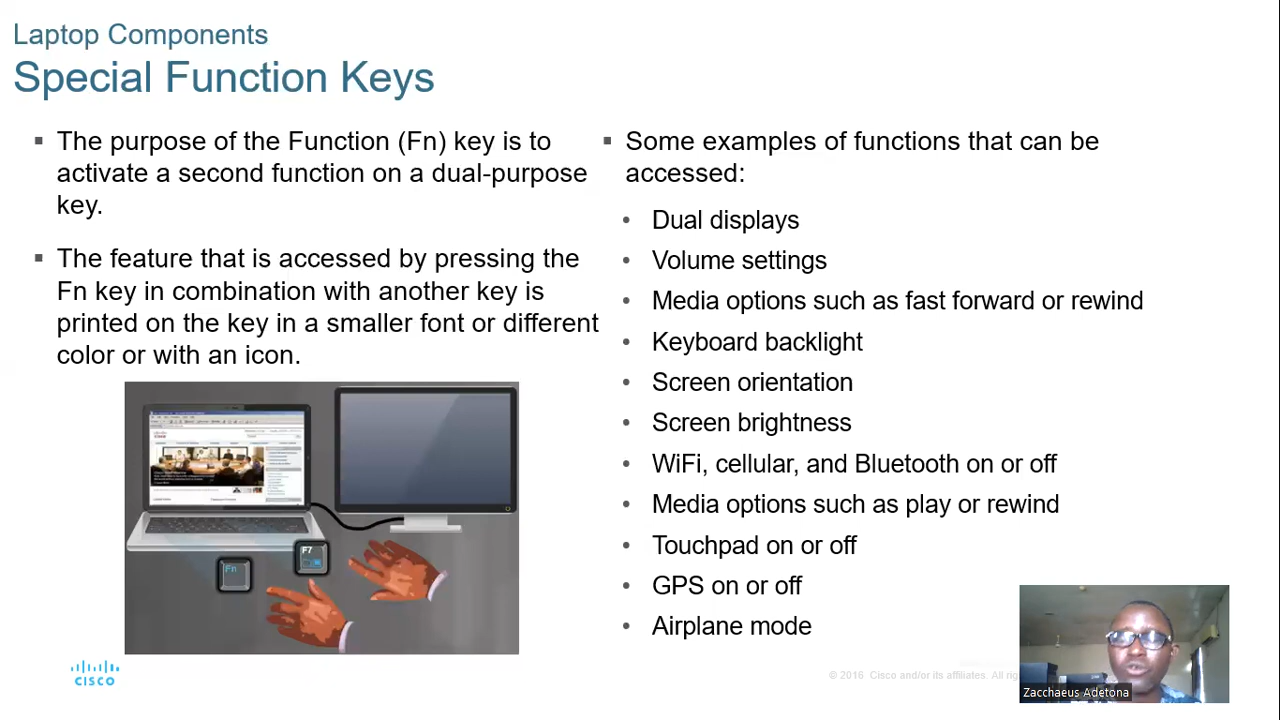 Laptop Components
Special Function Keys
The purpose of the Function (Fn) key is to
activate a second function on a dual-purpose
key.
The feature that is accessed by pressing the
Fn key in combination with another key is
printed on the key in a smaller font or different
color or with an icon.
Fn
F7
Some examples of functions that can be
accessed:
Dual displays
Volume settings
Media options such as fast forward or rewind
Keyboard backlight
Screen orientation
Screen brightness
WiFi, cellular, and Bluetooth on or off
Media options such as play or rewind
Touchpad on or off
GPS on or off
Airplane mode
CISCO
© 2016 Cisco and/or its affiliates. All
Zacchaeus Adetona